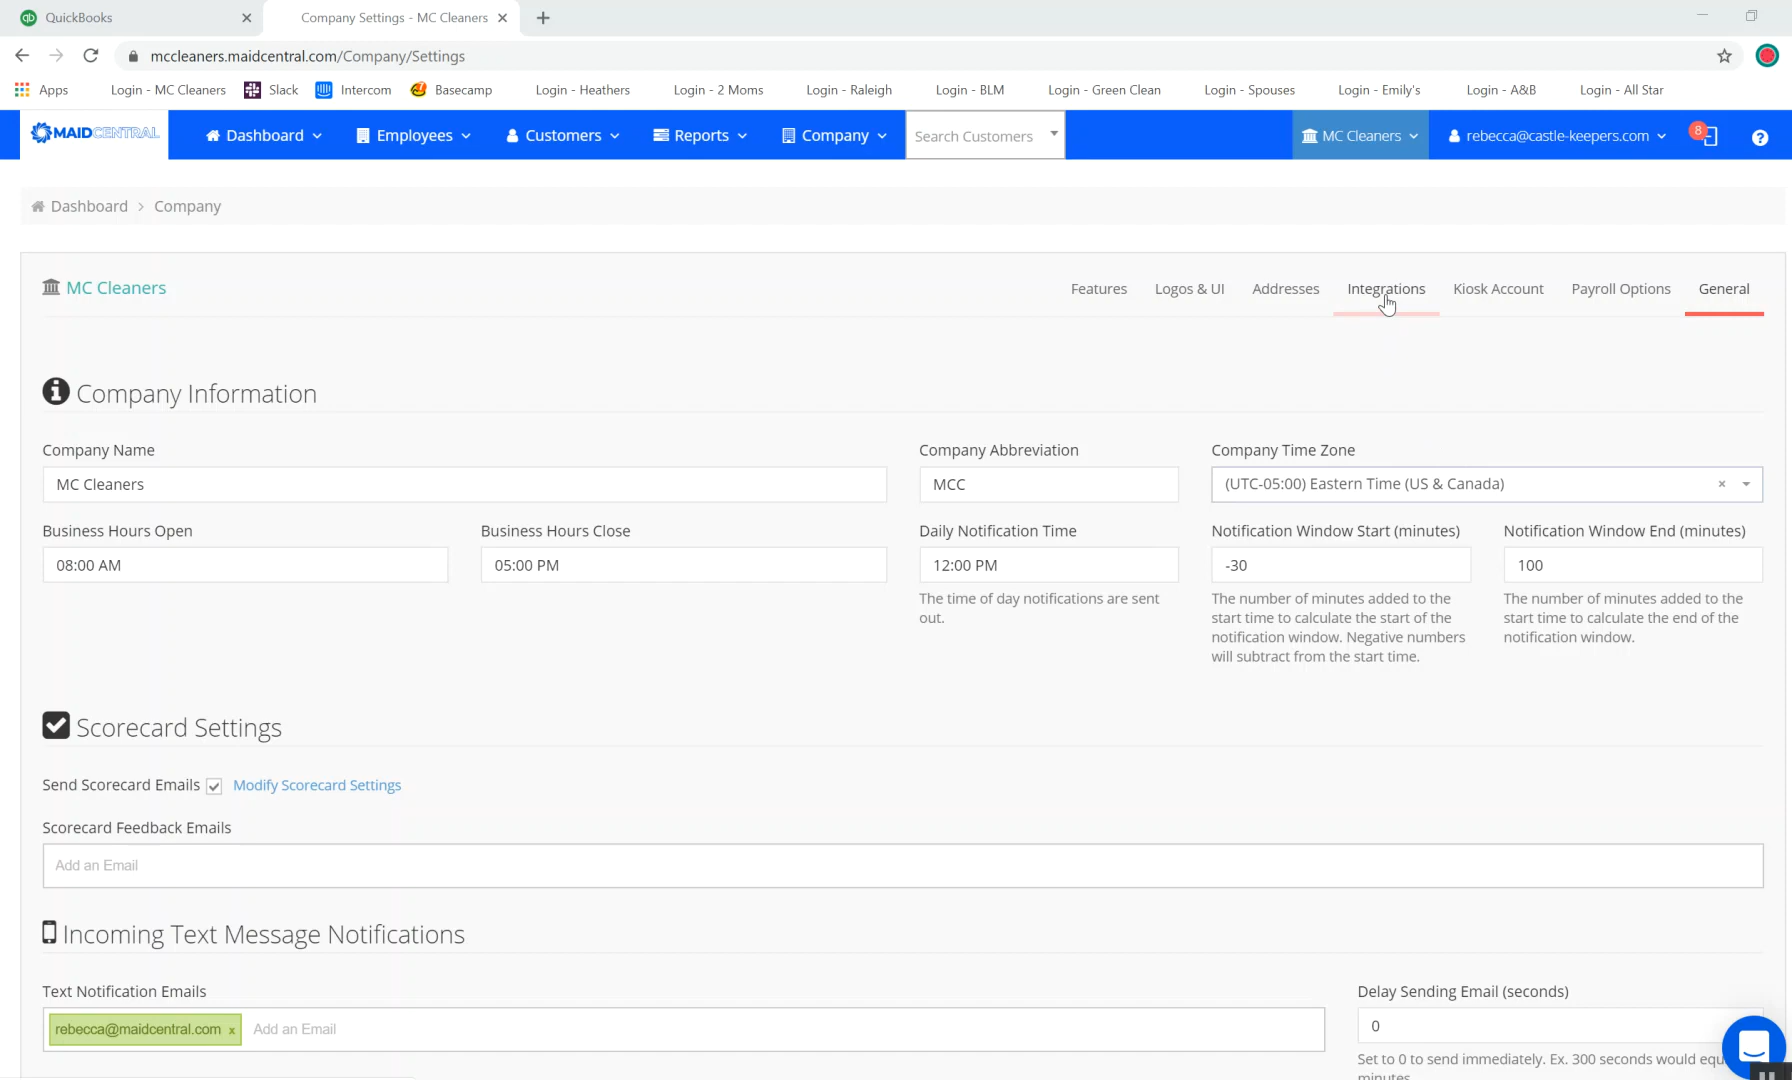 QuickBooks
Company Settings - MC Cleaners
mccleaners.maidcentral.com/Company/Settings
Apps Login - MC Cleaners Slack Intercom Basecamp Login - Heathers Login - 2 Moms Login - Raleigh Login - BLM Login - Green Clean Login - Spouses Login - Emily's Login - A&B Login - All Star
MAIDCENTRAL Dashboard Employees Customers Reports Company Search Customers MC Cleaners rebecca@castle-keepers.com 8 ?
Dashboard > Company
MC Cleaners Features Logos & UI Addresses Integrations Kiosk Account Payroll Options General
Company Information
Company Name Company Abbreviation Company Time Zone
MC Cleaners MCC (UTC-05:00) Eastern Time (US & Canada) ×
Business Hours Open Business Hours Close Daily Notification Time Notification Window Start (minutes) Notification Window End (minutes)
08:00 AM 05:00 PM 12:00 PM -30 100
The time of day notifications are sent The number of minutes added to the The number of minutes added to the
out. start time to calculate the start of the start time to calculate the end of the
notification window. Negative numbers notification window.
will subtract from the start time.
Scorecard Settings
Send Scorecard Emails Modify Scorecard Settings
Scorecard Feedback Emails
Add an Email
Incoming Text Message Notifications
Text Notification Emails Delay Sending Email (seconds)
rebecca@maidcentral.com x Add an Email 0
Set to 0 to send immediately. Ex. 300 seconds would equ
minutes